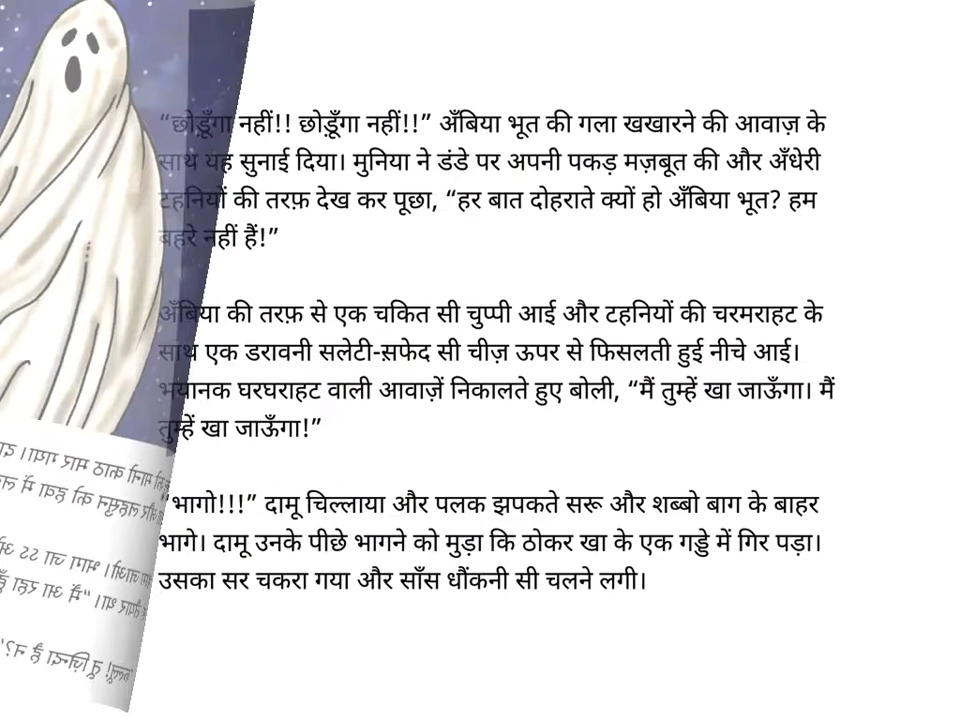 “छोड़ूँगा नहीं!! छोड़ूँगा नहीं!!” अँबिया भूत की गला खखारने की आवाज़ के
साथ यह सुनाई दिया। मुनिया ने डंडे पर अपनी पकड़ मज़बूत की और अँधेरी
टहनियों की तरफ़ देख कर पूछा, “हर बात दोहराते क्यों हो अँबिया भूत? हम
बहरे नहीं हैं!”
अँबिया की तरफ़ से एक चकित सी चुप्पी आई और टहनियों की चरमराहट के
साथ एक डरावनी सलेटी-स़फेद सी चीज़ ऊपर से फिसलती हुई नीचे आई।
भयानक घरघराहट वाली आवाज़ें निकालते हुए बोली, “मैं तुम्हें खा जाऊँगा। मैं
तुम्हें खा जाऊँगा!”
“भागो!!!” दामू चिल्लाया और पलक झपकते सरू और शब्बो बाग के बाहर
भागे। दामू उनके पीछे भागने को मुड़ा कि ठोकर खा के एक गड्डे में गिर पड़ा।
उसका सर चकरा गया और साँस धौंकनी सी चलने लगी।